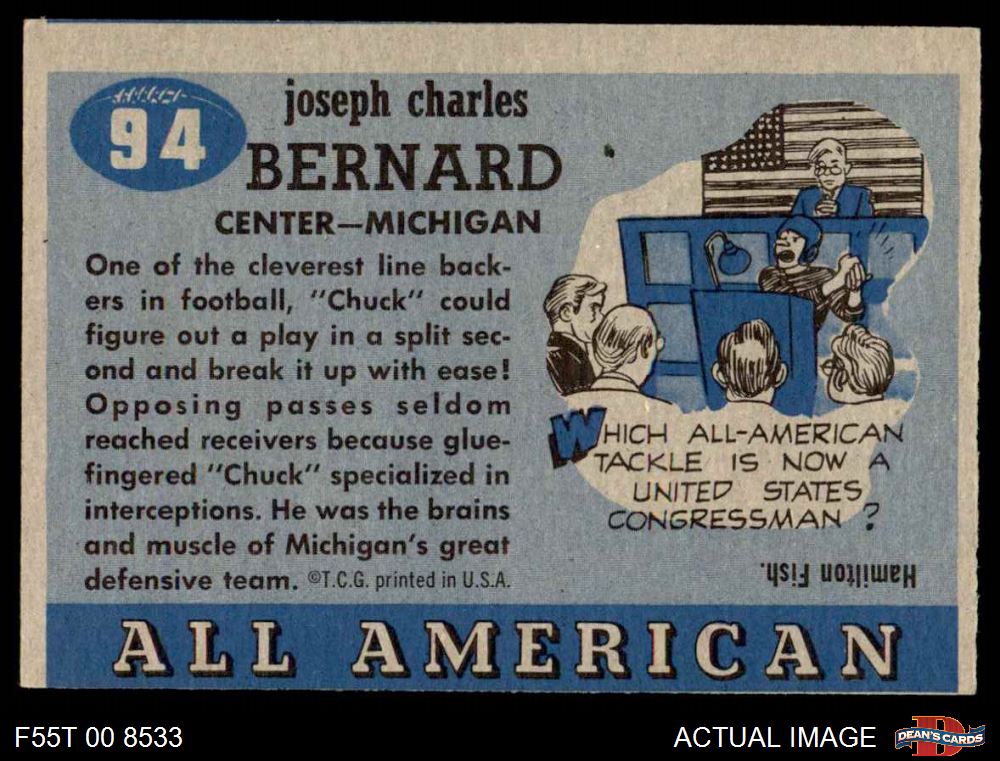 94
joseph charles
BERNARD
CENTER—MICHIGAN
One of the cleverest line back-
ers in football, "Chuck" could
figure out a play in a split sec-
ond and break it up with ease!
Opposing passes seldom
reached receivers because glue-
fingered "Chuck" specialized in
interceptions. He was the brains
and muscle of Michigan's great
defensive team. ©T.C.G. printed in U.S.A.
WHICH ALL-AMERICAN
TACKLE IS NOW A
UNITED STATES
CONGRESSMAN ?
Hamilton Fish.
ALL AMERICAN
F55T 00 8533
ACTUAL IMAGE
DEAN'S CARDS